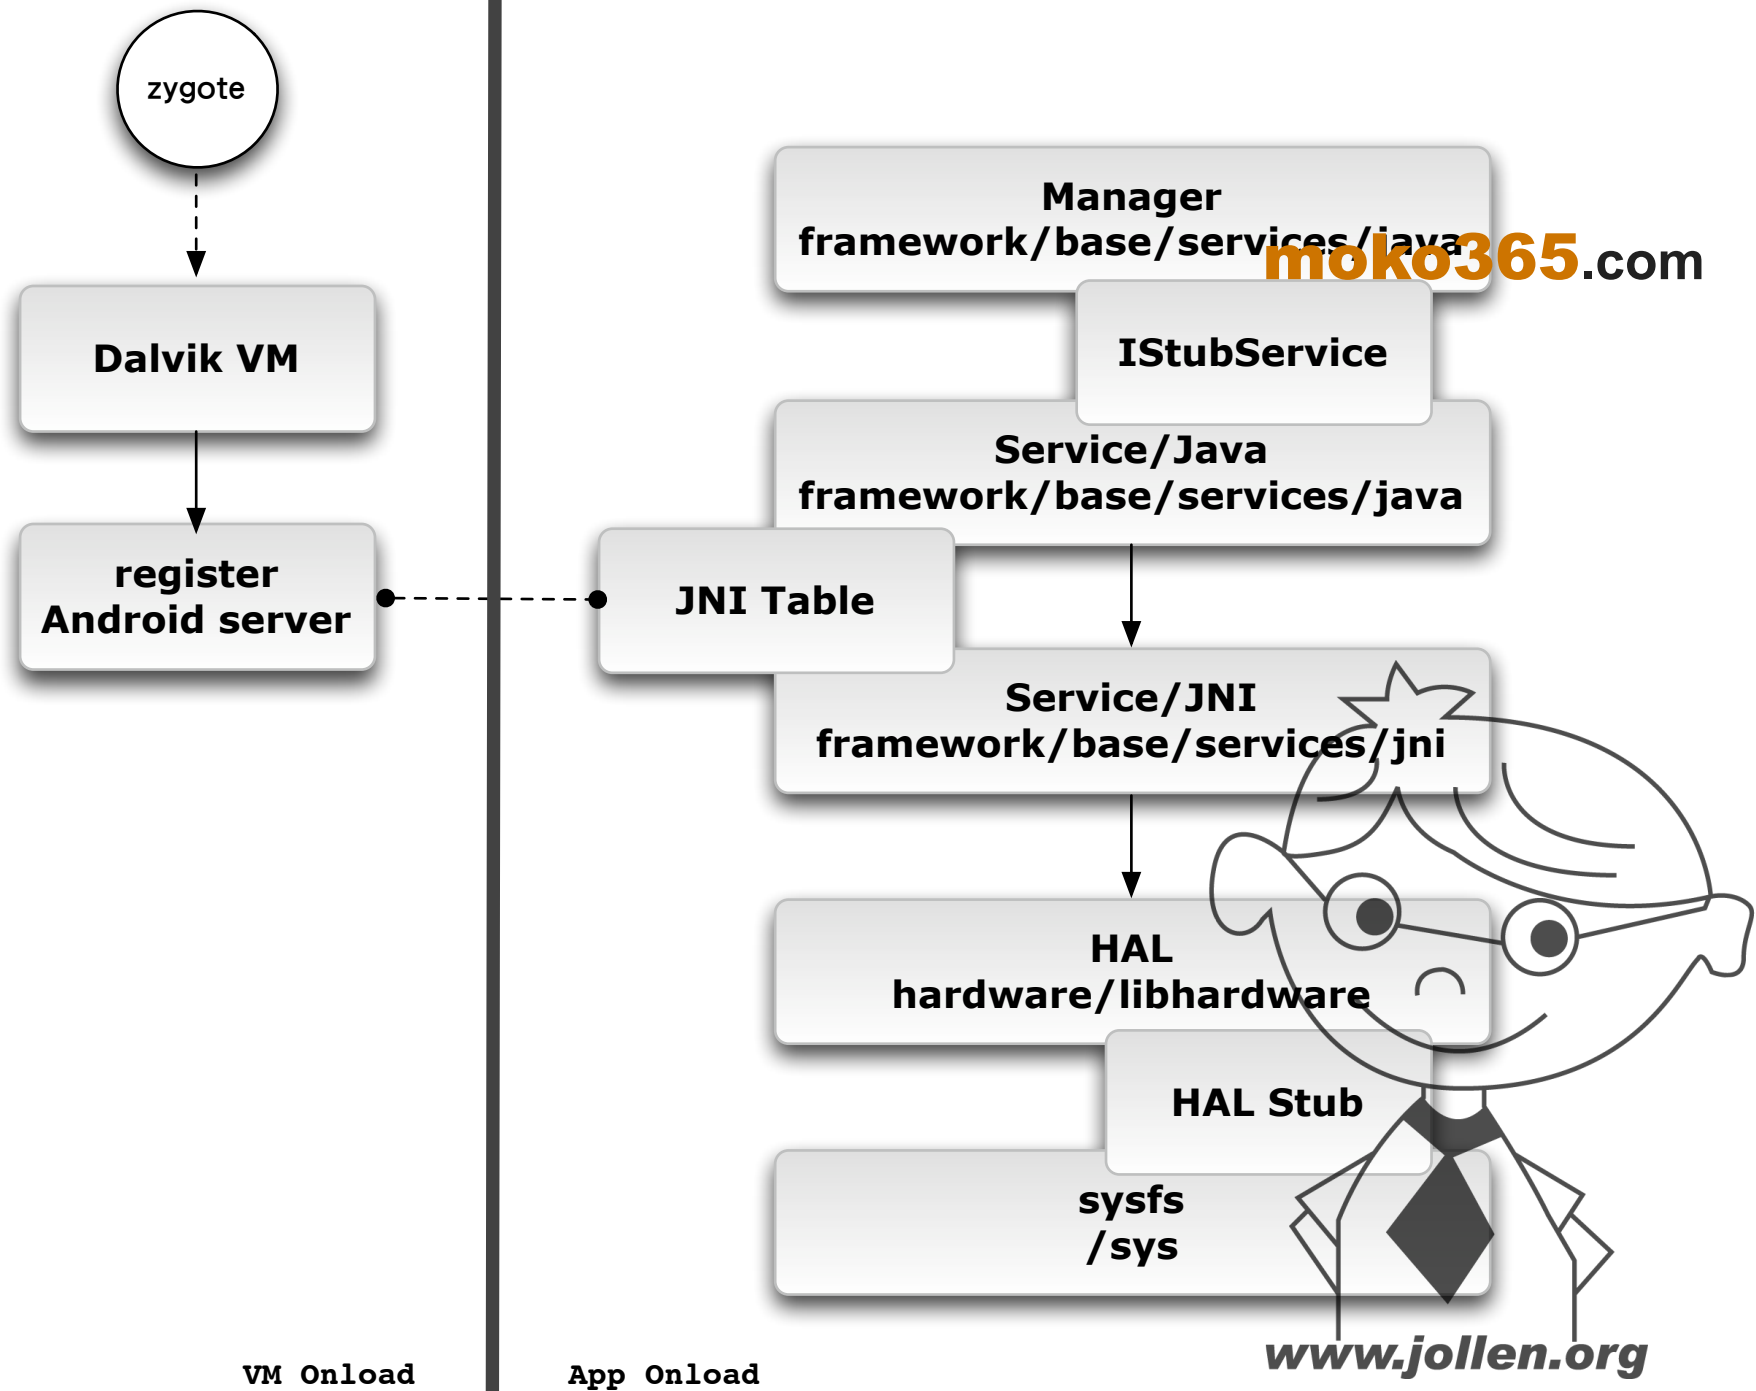 zygote
Dalvik VM
register
Android server
VM Onload
Manager
framework/base/services/java
moko365.com
IStubService
Service/Java
framework/base/services/java
JNI Table
Service/JNI
framework/base/services/jni
HAL
hardware/libhardware
HAL Stub
sysfs
/sys
www.jollen.org
App Onload